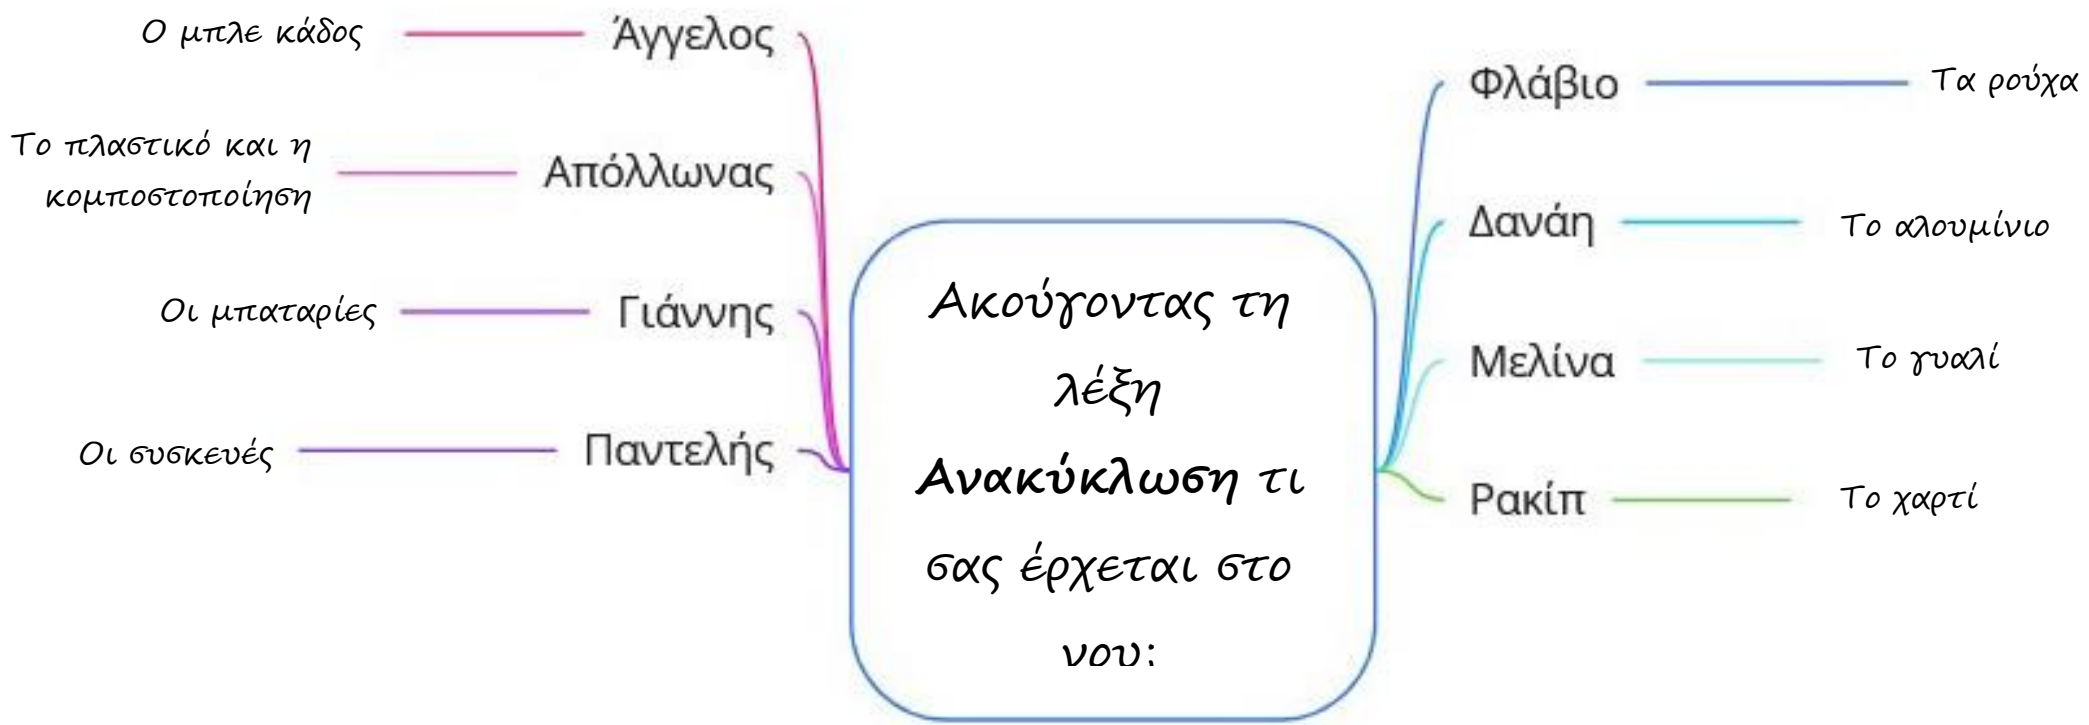 Ο μπλε κάδος
Άγγελος
Το πλαστικό και η
κομποστοποίηση
Απόλλωνας
Οι μπαταρίες
Γιάννης
Οι συσκευές
Παντελής
Ακούγοντας τη
λέξη
Ανακύκλωση τι
σας έρχεται στο
νου;
Φλάβιο
Τα ρούχα
Δανάη
Το αλουμίνιο
Μελίνα
Το γυαλί
Ρακίπ
Το χαρτί